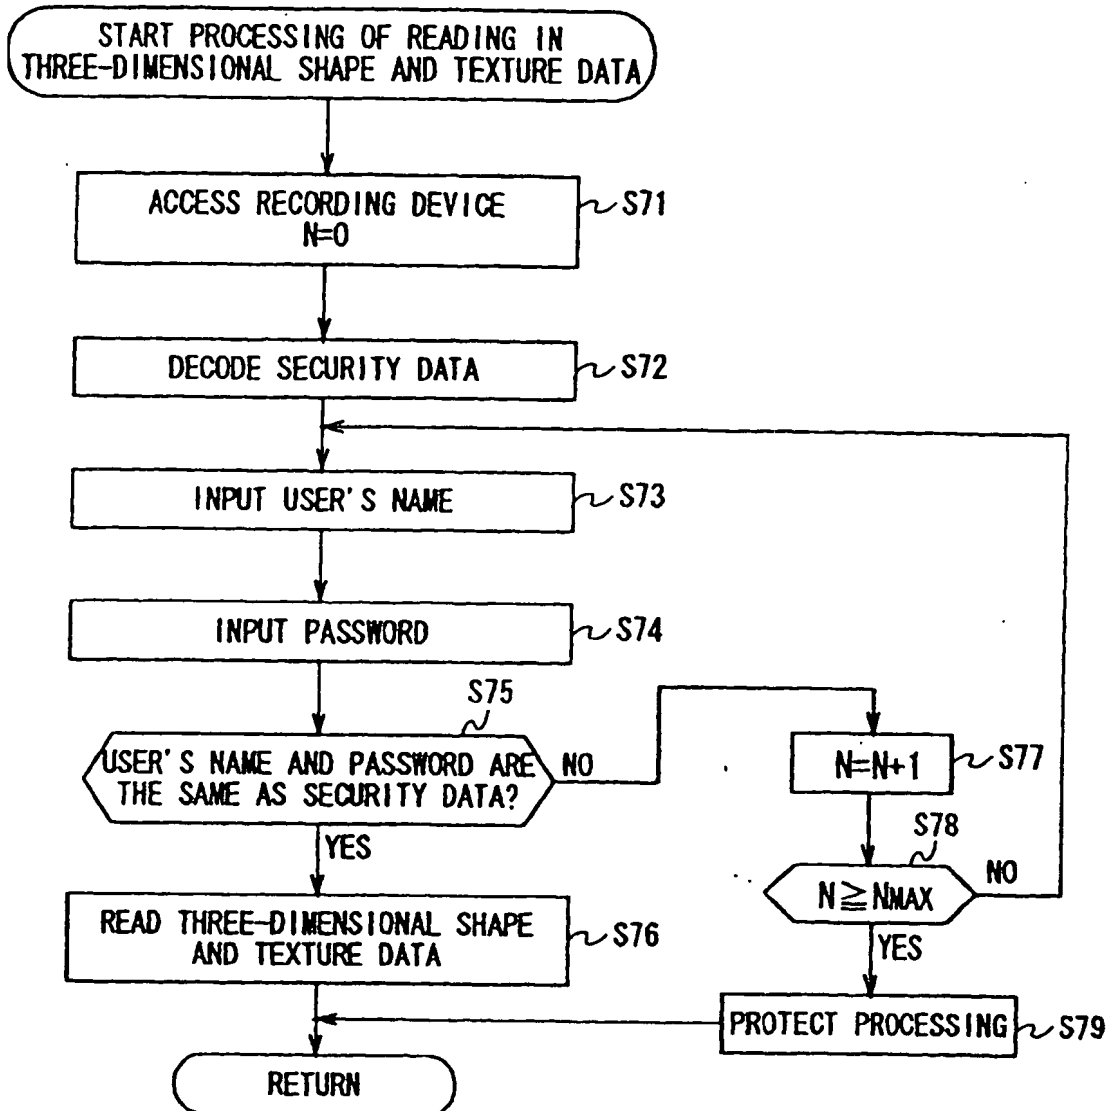 START PROCESSING OF READING IN
THREE-DIMENSIONAL SHAPE AND TEXTURE DATA
ACCESS RECORDING DEVICE
N=0
S71
DECODE SECURITY DATA
S72
INPUT USER'S NAME
S73
INPUT PASSWORD
S74
S75
USER'S NAME AND PASSWORD ARE
THE SAME AS SECURITY DATA?
NO
YES
N=N+1
S77
S78
N≧NMAX
NO
YES
READ THREE-DIMENSIONAL SHAPE
AND TEXTURE DATA
S76
PROTECT PROCESSING
S79
RETURN